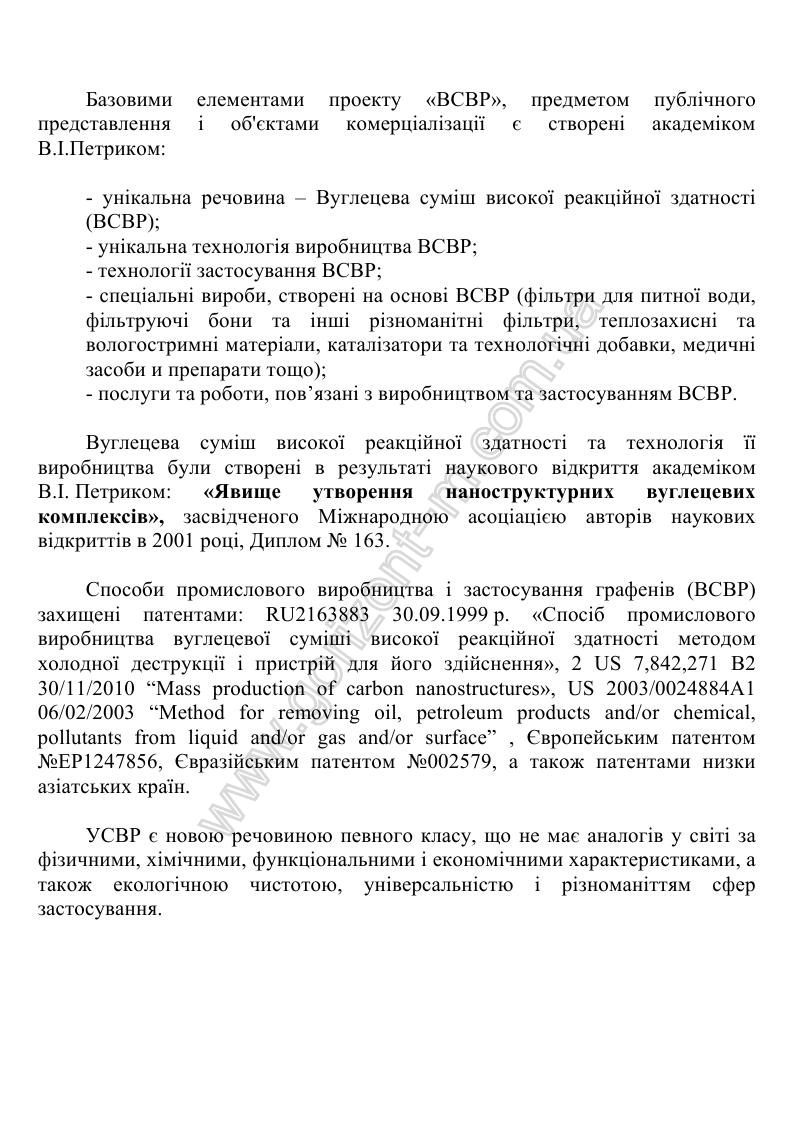 Базовими елементами проекту «ВСВР», предметом публічного
представлення і об'єктами комерціалізації є створені академіком
В.І.Петриком:
- унікальна речовина – Вуглецева суміш високої реакційної здатності
(ВСВР);
- унікальна технологія виробництва ВСВР;
- технології застосування ВСВР;
- спеціальні вироби, створені на основі ВСВР (фільтри для питної води,
фільтруючі бони та інші різноманітні фільтри, теплозахисні та
вологостримні матеріали, каталізатори та технологічні добавки, медичні
засоби и препарати тощо);
- послуги та роботи, пов’язані з виробництвом та застосуванням ВСВР.
Вуглецева суміш високої реакційної здатності та технологія її
виробництва були створені в результаті наукового відкриття академіком
В.І. Петриком: «Явище утворення наноструктурних вуглецевих
комплексів», засвідченого Міжнародною асоціацією авторів наукових
відкриттів в 2001 році, Диплом № 163.
Способи промислового виробництва і застосування графенів (ВСВР)
захищені патентами: RU2163883 30.09.1999 р. «Спосіб промислового
виробництва вуглецевої суміші високої реакційної здатності методом
холодної деструкції і пристрій для його здійснення», 2 US 7,842,271 B2
30/11/2010 “Mass production of carbon nanostructures», US 2003/0024884A1
06/02/2003 “Method for removing oil, petroleum products and/or chemical,
pollutants from liquid and/or gas and/or surface” , Європейським патентом
№EP1247856, Євразійським патентом №002579, а також патентами низки
азіатських країн.
УСВР є новою речовиною певного класу, що не має аналогів у світі за
фізичними, хімічними, функціональними і економічними характеристиками, а
також екологічною чистотою, універсальністю і різноманіттям сфер
застосування.
www.gorizont-m.com.ua